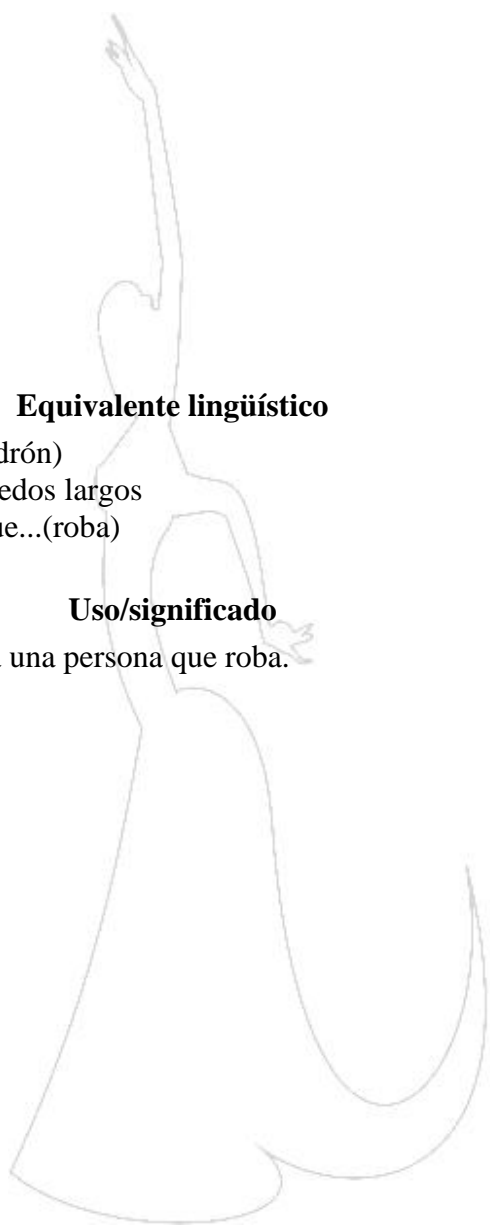 Equivalente lingüístico
drón)
edos largos
ue...(roba)
Uso/significado
a una persona que roba.